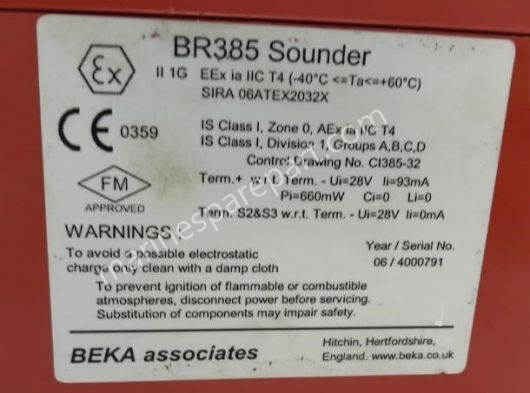 BR385 Sounder
Ex II 1G EEx ia IIC T4 (-40°C <=Ta<=+60°C)
SIRA 06ATEX2032X
CE 0359
IS Class I, Zone 0, AEx ia IIC T4
IS Class I, Division 1, Groups A,B,C,D
Control Drawing No. CI385-32
FM
APPROVED
Term.+ w.r.t. Term. - Ui=28V Ii=93mA
Pi=660mW Ci=0 Li=0
Term. S2&S3 w.r.t. Term. - Ui=28V Ii=0mA
WARNINGS :
To avoid a possible electrostatic
charge only clean with a damp cloth
Year / Serial No.
06 / 4000791
To prevent ignition of flammable or combustible
atmospheres, disconnect power before servicing.
Substitution of components may impair safety.
BEKA associates
Hitchin, Hertfordshire,
England. www.beka.co.uk
marinesparepart.com